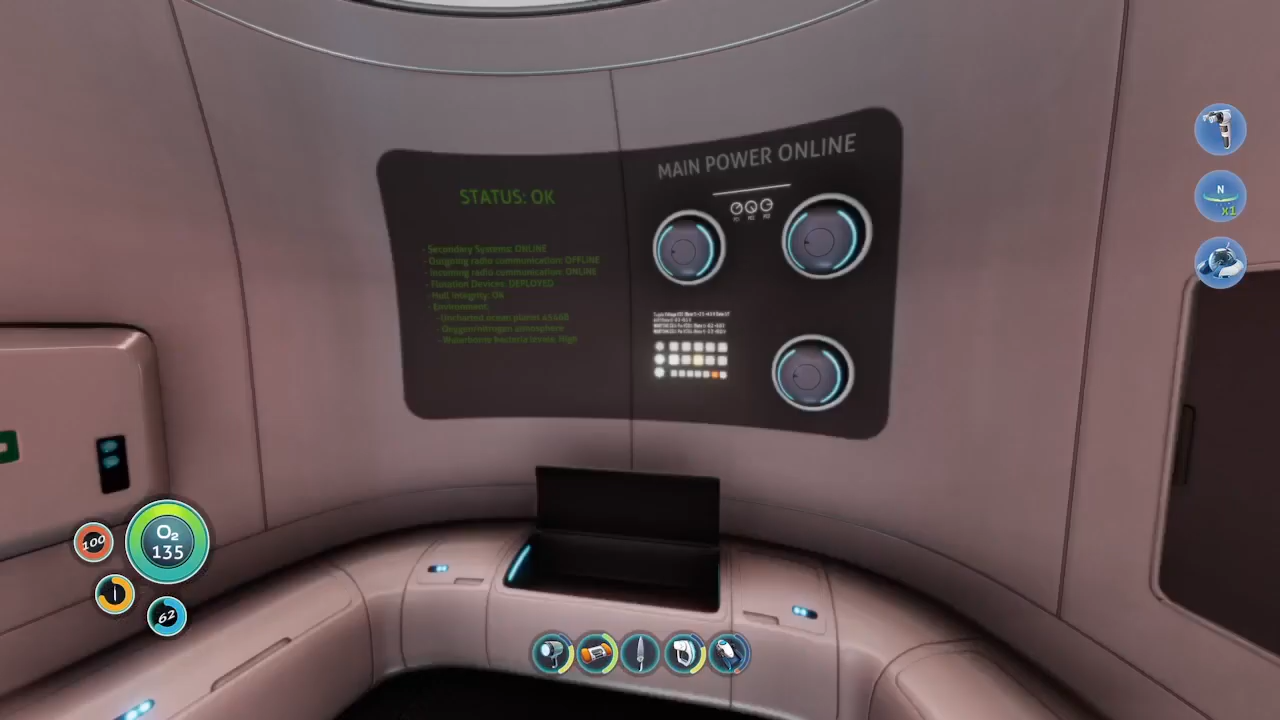 MAIN POWER ONLINE
STATUS: OK
- Secondary Systems: ONLINE
- Outgoing radio communication: OFFLINE
- Incoming radio communication: ONLINE
- Flotation Devices: DEPLOYED
- Hull Integrity: OK
- Environment:
- Uncharted ocean planet 4546B
- Oxygen/nitrogen atmosphere
- Waterborne bacteria levels: High
N
x1
O₂
135
100
62